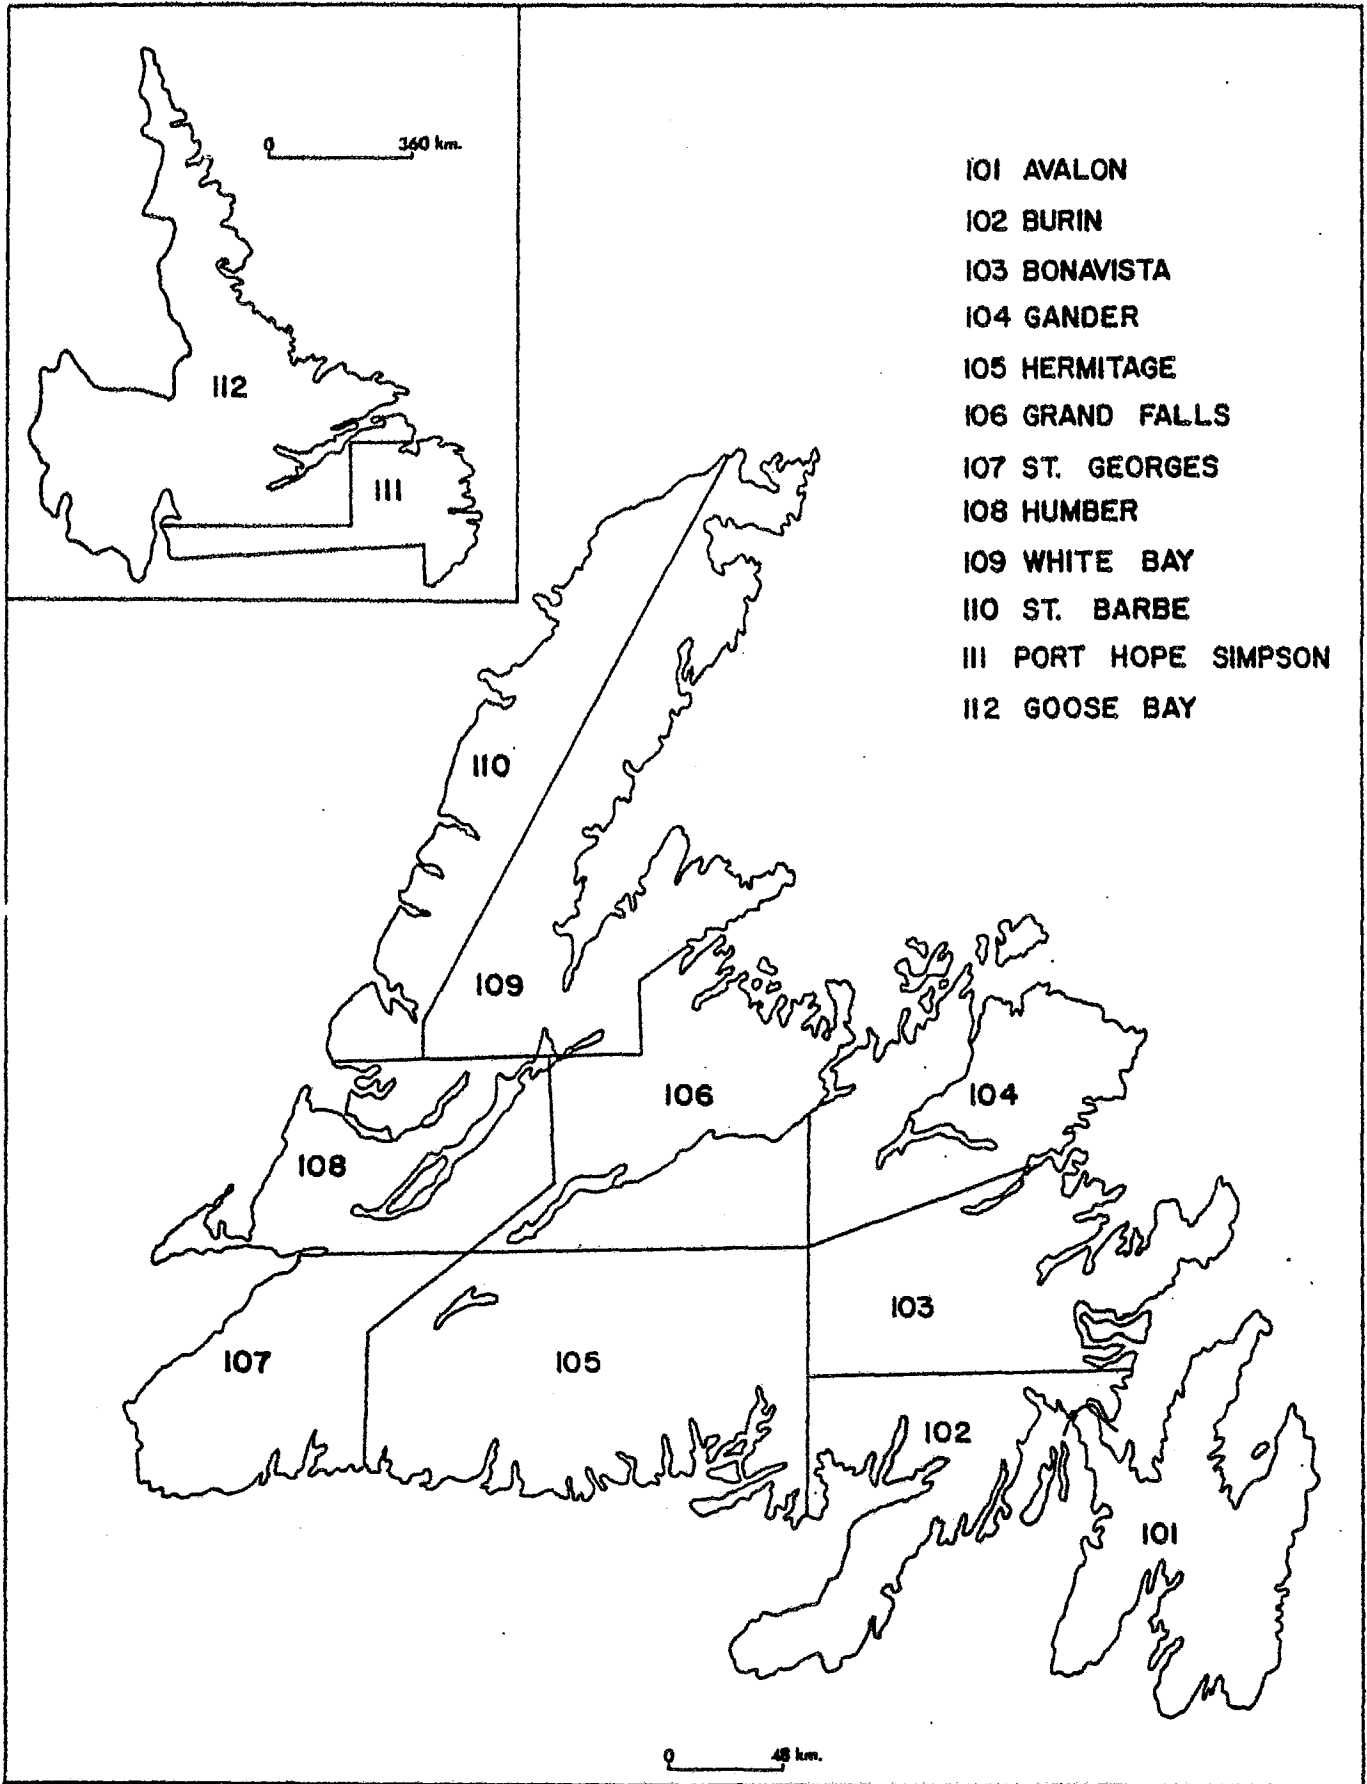 0 360 km.
112
111
101 AVALON
102 BURIN
103 BONAVISTA
104 GANDER
105 HERMITAGE
106 GRAND FALLS
107 ST. GEORGES
108 HUMBER
109 WHITE BAY
110 ST. BARBE
111 PORT HOPE SIMPSON
112 GOOSE BAY
110
109
106
104
108
103
107
105
102
101
0 48 km.